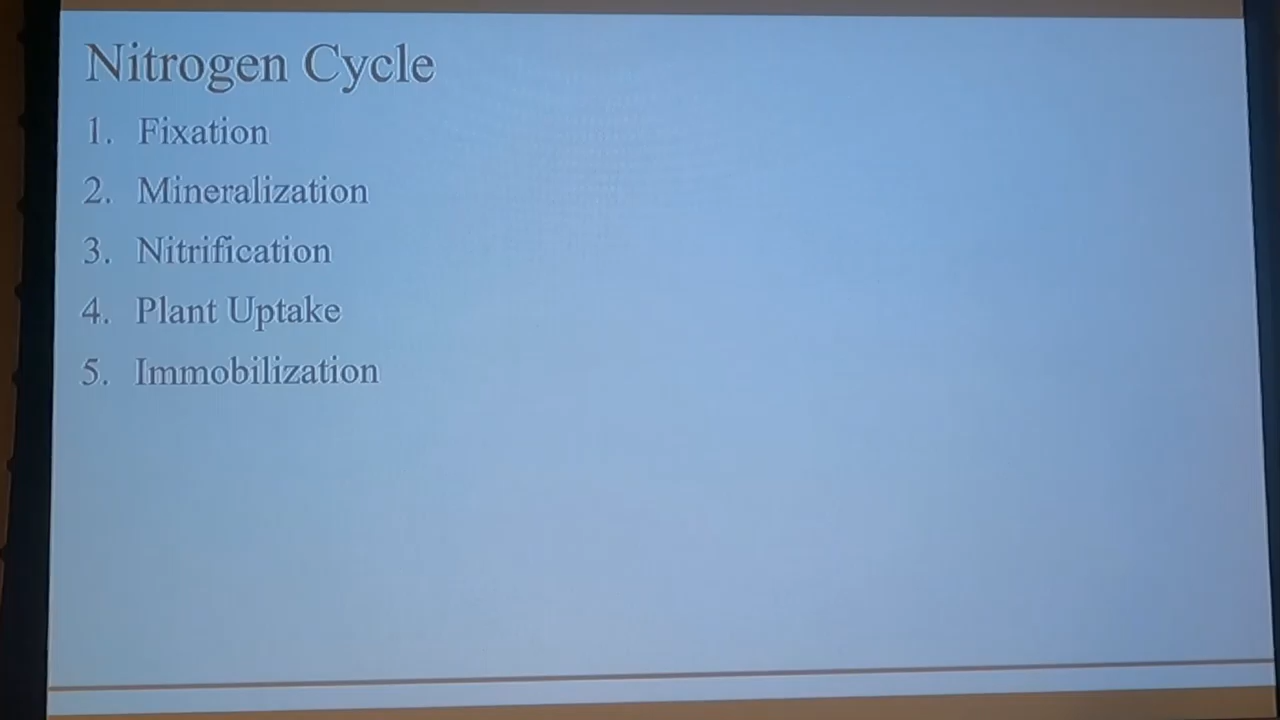 Nitrogen Cycle
1. Fixation
2. Mineralization
3. Nitrification
4. Plant Uptake
5. Immobilization